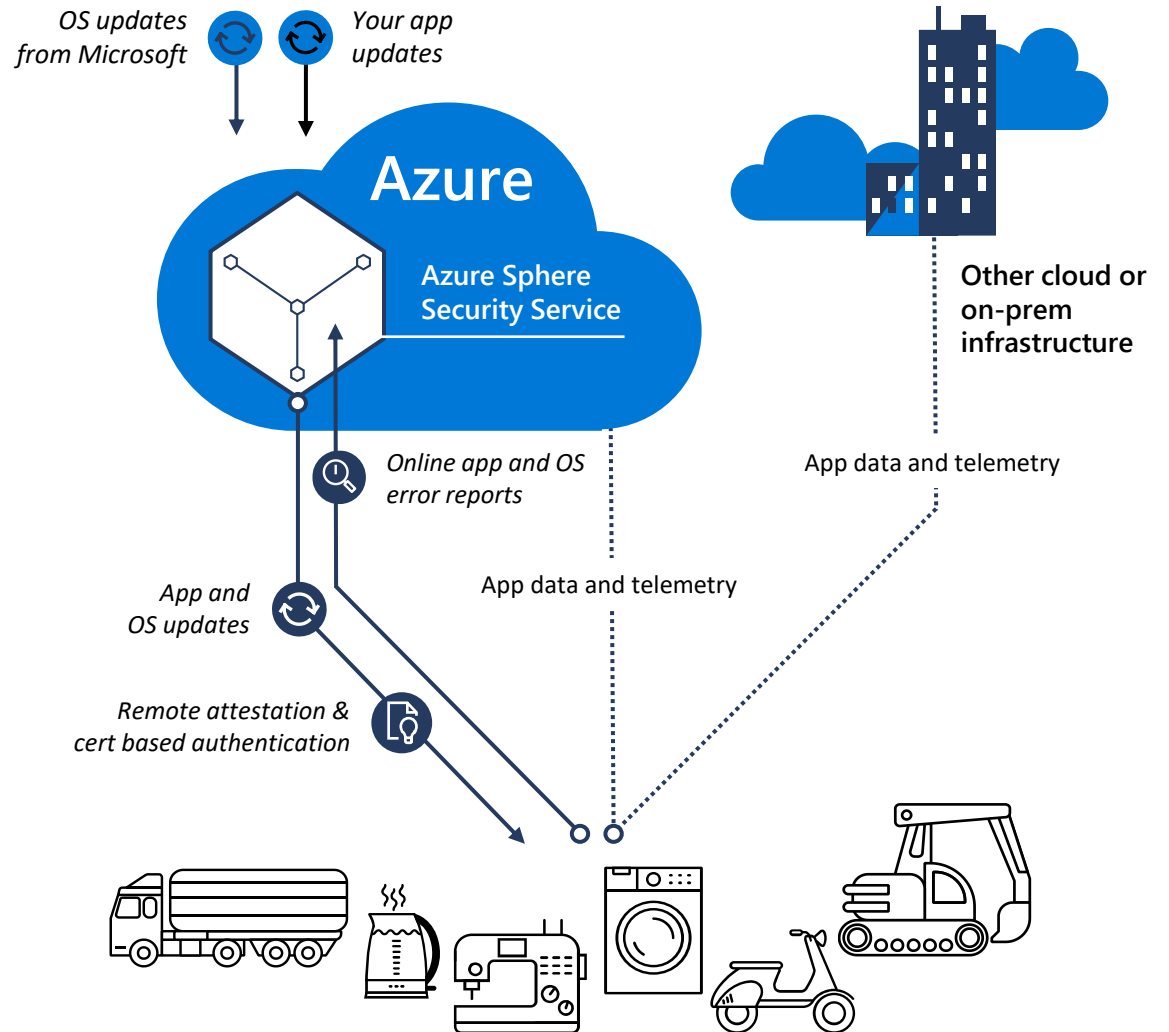 OS updates
from Microsoft
Your app
updates
Azure
Azure Sphere
Security Service
Other cloud or
on-prem
infrastructure
Online app and OS
error reports
App data and telemetry
App data and telemetry
App and
OS updates
Remote attestation &
cert based authentication